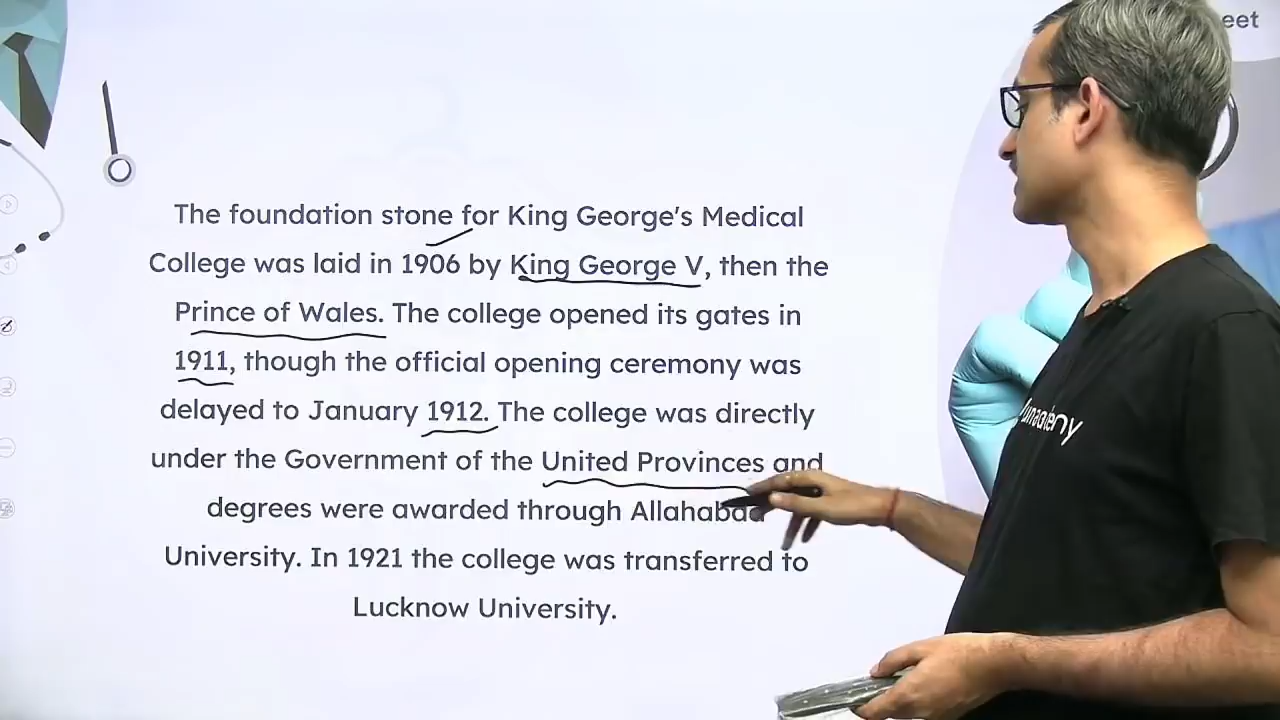 eet
The foundation stone for King George's Medical
College was laid in 1906 by King George V, then the
Prince of Wales. The college opened its gates in
1911, though the official opening ceremony was
delayed to January 1912. The college was directly
under the Government of the United Provinces and
degrees were awarded through Allahabad
University. In 1921 the college was transferred to
Lucknow University.
unacademy